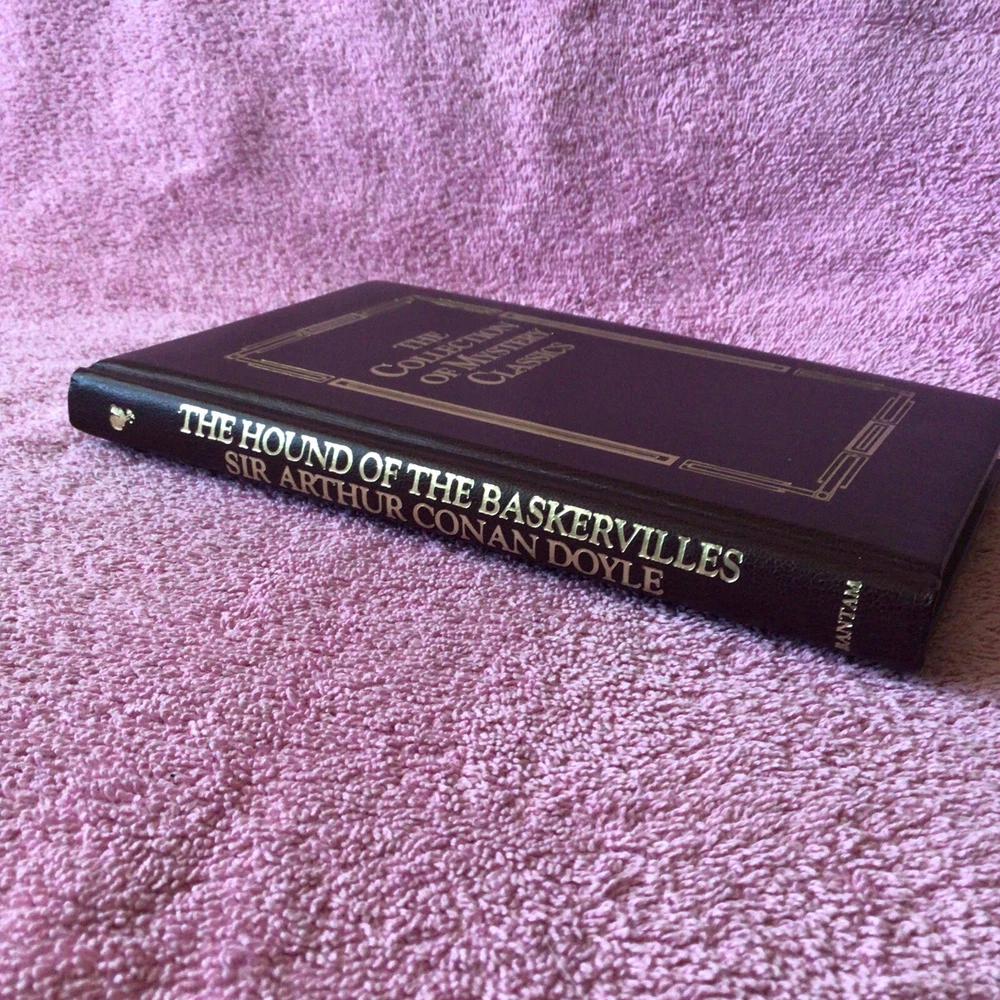 THE
COLLECTION
OF MYSTERY
CLASSICS
THE HOUND OF THE BASKERVILLES
SIR ARTHUR CONAN DOYLE
BANTAM